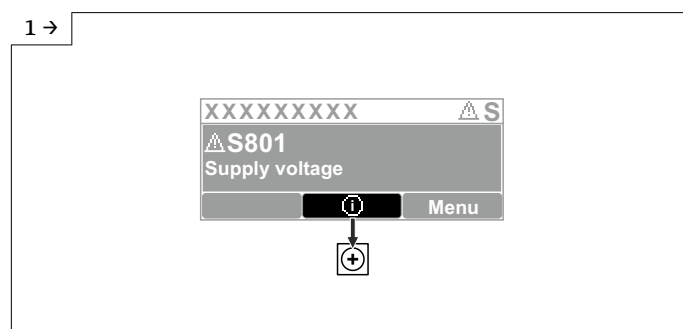 1 →
XXXXXXXXX ⚠ S
⚠S801
Supply voltage
ⓘ Menu
+